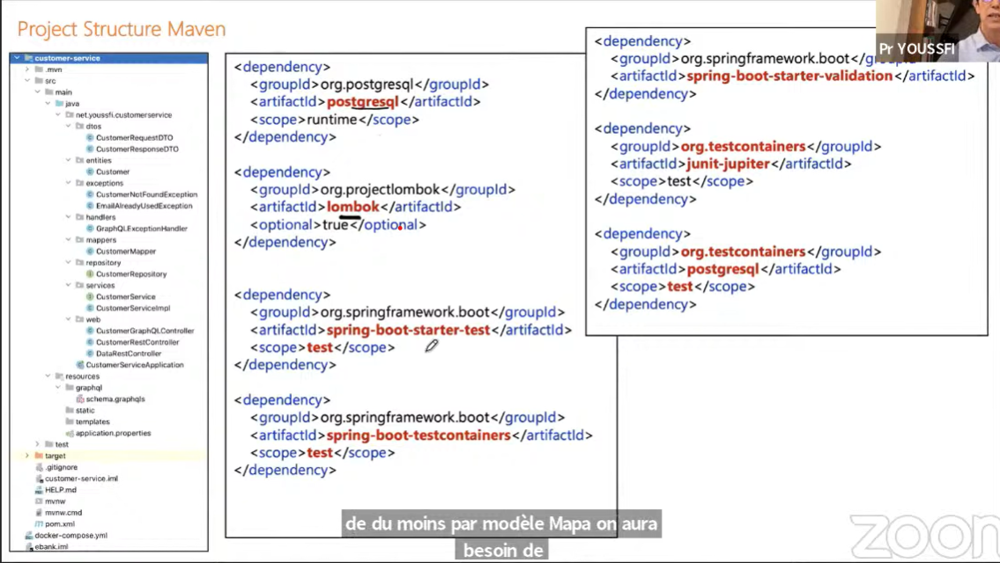 Project Structure Maven
customer-service
.mvn
src
main
java
net.youssfi.customerservice
dtos
CustomerRequestDTO
CustomerResponseDTO
entities
Customer
exceptions
CustomerNotFoundException
EmailAlreadyUsedException
handlers
GraphQLExceptionHandler
mappers
CustomerMapper
repository
CustomerRepository
services
CustomerService
CustomerServiceImpl
web
CustomerGraphQLController
CustomerRestController
DataRestController
CustomerServiceApplication
resources
graphql
schema.graphqls
static
templates
application.properties
test
target
.gitignore
customer-service.iml
HELP.md
mvnw
mvnw.cmd
pom.xml
docker-compose.yml
ebank.iml
<dependency>
<groupId>org.postgresql</groupId>
<artifactId>postgresql</artifactId>
<scope>runtime</scope>
</dependency>
<dependency>
<groupId>org.projectlombok</groupId>
<artifactId>lombok</artifactId>
<optional>true</optional>
</dependency>
<dependency>
<groupId>org.springframework.boot</groupId>
<artifactId>spring-boot-starter-test</artifactId>
<scope>test</scope>
</dependency>
<dependency>
<groupId>org.springframework.boot</groupId>
<artifactId>spring-boot-testcontainers</artifactId>
<scope>test</scope>
</dependency>
<dependency>
<groupId>org.springframework.boot</groupId>
<artifactId>spring-boot-starter-validation</artifactId>
</dependency>
<dependency>
<groupId>org.testcontainers</groupId>
<artifactId>junit-jupiter</artifactId>
<scope>test</scope>
</dependency>
<dependency>
<groupId>org.testcontainers</groupId>
<artifactId>postgresql</artifactId>
<scope>test</scope>
</dependency>
Pr YOUSSFI
de du moins par modèle Mapa on aura
besoin de
zoom